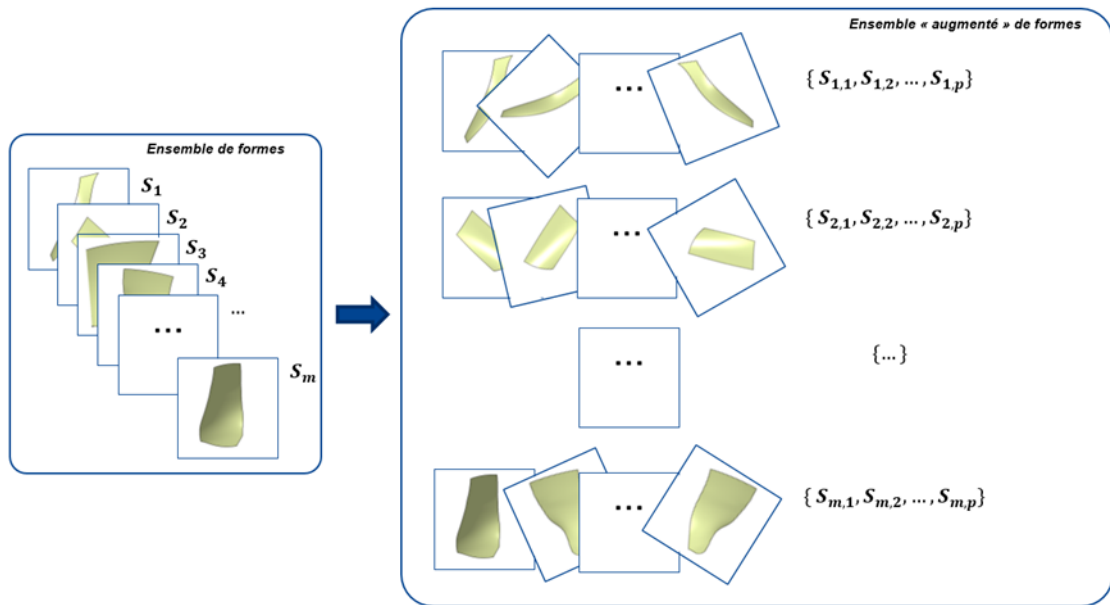 Ensemble de formes
S₁
S₂
S₃
S₄
...
...
Sₘ
Ensemble « augmenté » de formes
...
{ S₁,₁, S₁,₂, ... , S₁,ₚ}
...
{ S₂,₁, S₂,₂, ... , S₂,ₚ}
...
{...}
...
{ Sₘ,₁, Sₘ,₂, ... , Sₘ,ₚ}